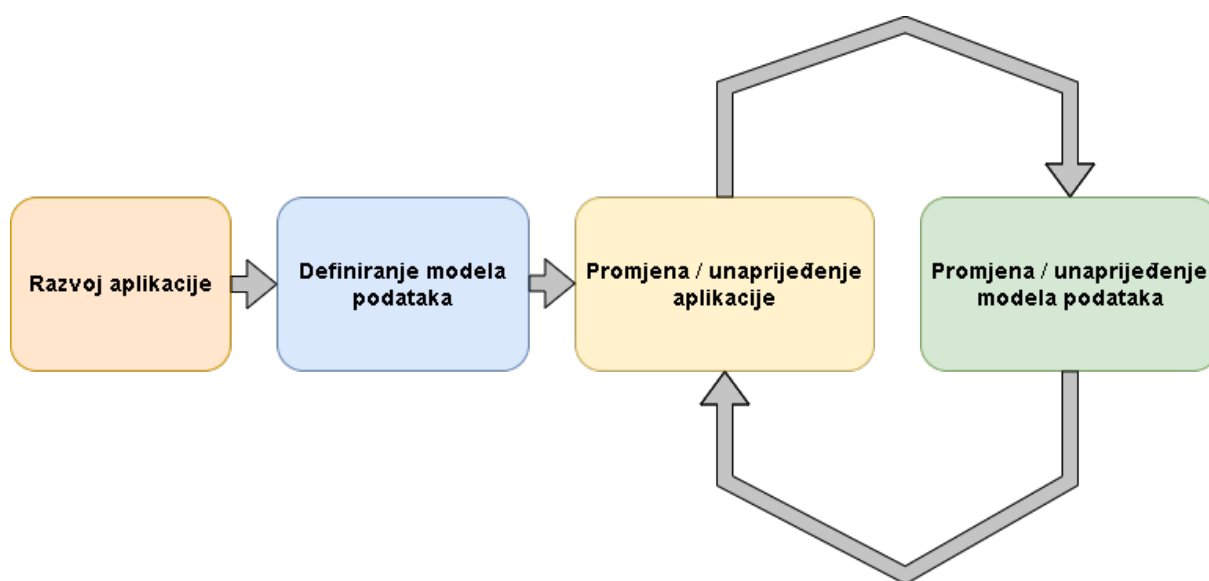 Razvoj aplikacije
Definiranje modela
podataka
Promjena / unaprijeđenje
aplikacije
Promjena / unaprijeđenje
modela podataka